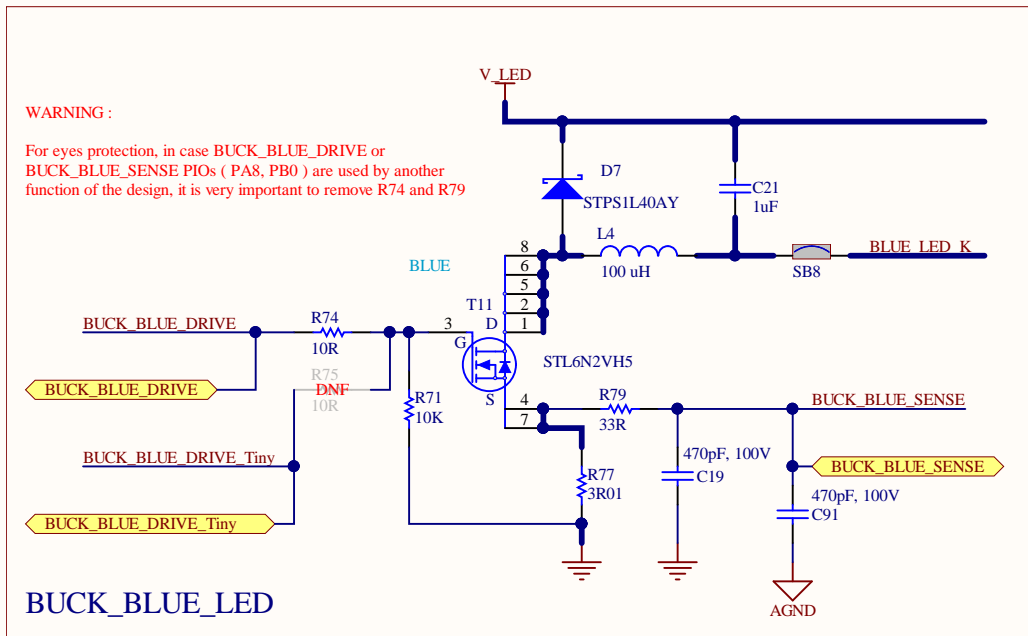 V_LED
WARNING :
For eyes protection, in case BUCK_BLUE_DRIVE or
BUCK_BLUE_SENSE PIOs ( PA8, PB0 ) are used by another
function of the design, it is very important to remove R74 and R79
D7
STPS1L40AY
C21
1uF
L4
100 uH
BLUE_LED_K
SB8
BLUE
8
6
5
2
1
T11
D
3
G
S
STL6N2VH5
4
7
BUCK_BLUE_DRIVE
R74
10R
BUCK_BLUE_DRIVE
R75
DNF
10R
R71
10K
R79
33R
BUCK_BLUE_SENSE
BUCK_BLUE_DRIVE_Tiny
470pF, 100V
C19
BUCK_BLUE_SENSE
R77
3R01
470pF, 100V
C91
BUCK_BLUE_DRIVE_Tiny
BUCK_BLUE_LED
AGND